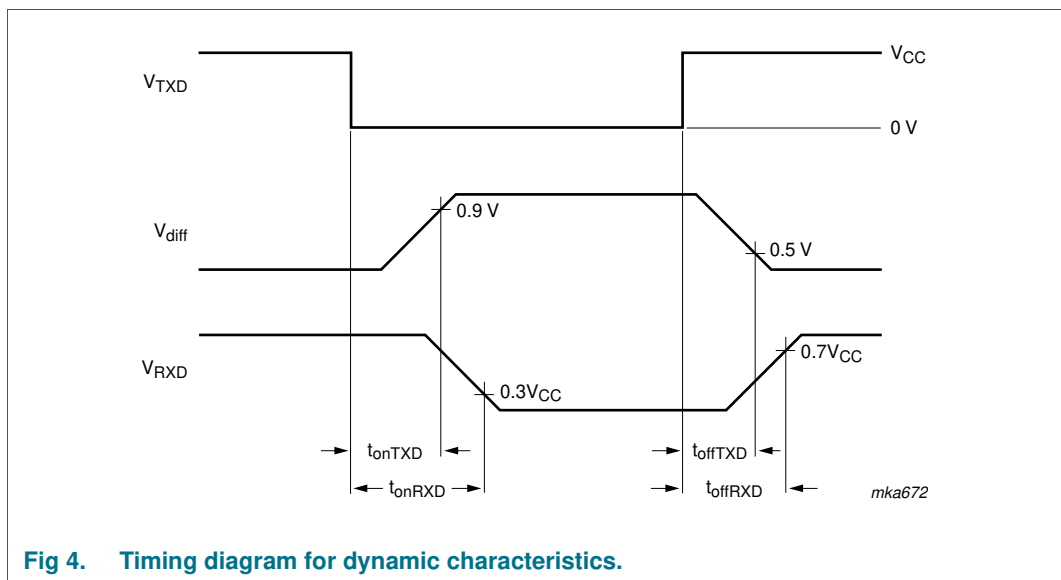 V_CC
V_TXD
0 V
0.9 V
V_diff
0.5 V
V_RXD
0.7V_CC
0.3V_CC
t_onTXD
t_offTXD
t_onRXD
t_offRXD
mka672
Fig 4. Timing diagram for dynamic characteristics.